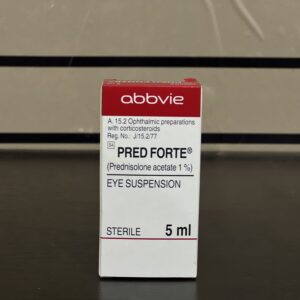 abbvie
A. 15.2 Ophthalmic preparations
with corticosteroids
Reg. No.: J/15.2/77
S4 PRED FORTE®
(Prednisolone acetate 1 %)
EYE SUSPENSION
STERILE 5 ml